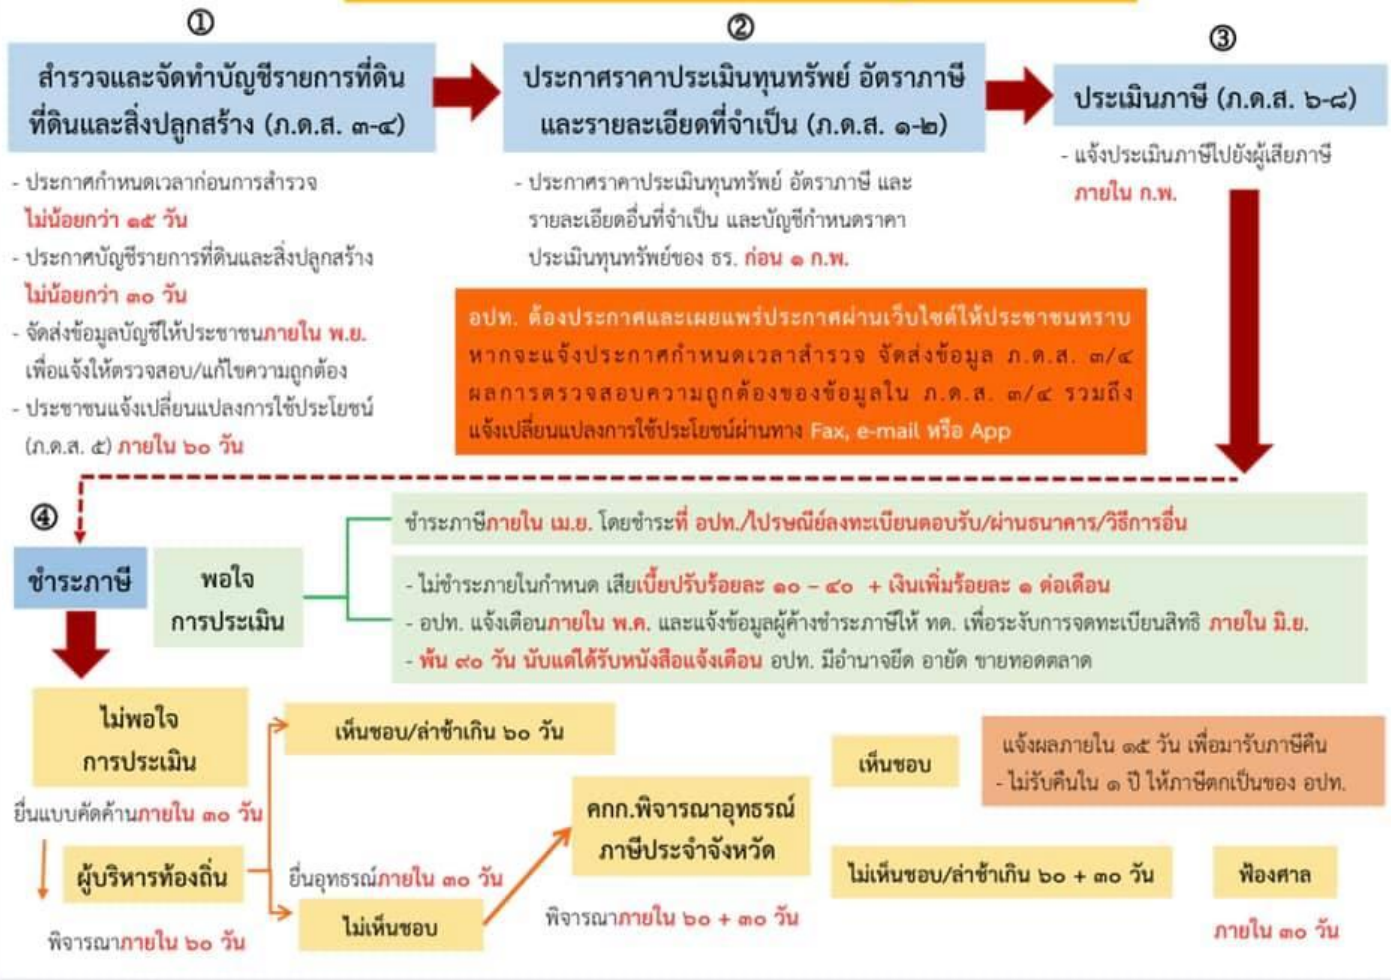 ①
สำรวจและจัดทำบัญชีรายการที่ดิน
ที่ดินและสิ่งปลูกสร้าง (ภ.ด.ส. ๓-๔)
- ประกาศกำหนดเวลาก่อนการสำรวจ
ไม่น้อยกว่า ๑๕ วัน
- ประกาศบัญชีรายการที่ดินและสิ่งปลูกสร้าง
ไม่น้อยกว่า ๓๐ วัน
- จัดส่งข้อมูลบัญชีให้ประชาชนภายใน พ.ย.
เพื่อแจ้งให้ตรวจสอบ/แก้ไขความถูกต้อง
- ประชาชนแจ้งเปลี่ยนแปลงการใช้ประโยชน์
(ภ.ด.ส. ๕) ภายใน ๖๐ วัน
②
ประกาศราคาประเมินทุนทรัพย์ อัตราภาษี
และรายละเอียดที่จำเป็น (ภ.ด.ส. ๑-๒)
- ประกาศราคาประเมินทุนทรัพย์ อัตราภาษี และ
รายละเอียดอื่นที่จำเป็น และบัญชีกำหนดราคา
ประเมินทุนทรัพย์ของ ธร. ก่อน ๑ ก.พ.
③
ประเมินภาษี (ภ.ด.ส. ๖-๘)
- แจ้งประเมินภาษีไปยังผู้เสียภาษี
ภายใน ก.พ.
อปท. ต้องประกาศและเผยแพร่ประกาศผ่านเว็บไซต์ให้ประชาชนทราบ
หากจะแจ้งประกาศกำหนดเวลาสำรวจ จัดส่งข้อมูล ภ.ด.ส. ๓/๔
ผลการตรวจสอบความถูกต้องของข้อมูลใน ภ.ด.ส. ๓/๔ รวมถึง
แจ้งเปลี่ยนแปลงการใช้ประโยชน์ผ่านทาง Fax, e-mail หรือ App
④
ชำระภาษี
พอใจ
การประเมิน
ชำระภาษีภายใน เม.ย. โดยชำระที่ อปท./ไปรษณีย์ลงทะเบียนตอบรับ/ผ่านธนาคาร/วิธีการอื่น
- ไม่ชำระภายในกำหนด เสียเบี้ยปรับร้อยละ ๑๐ – ๔๐ + เงินเพิ่มร้อยละ ๑ ต่อเดือน
- อปท. แจ้งเตือนภายใน พ.ค. และแจ้งข้อมูลผู้ค้างชำระภาษีให้ ทด. เพื่อระงับการจดทะเบียนสิทธิ ภายใน มิ.ย.
- พ้น ๙๐ วัน นับแต่ได้รับหนังสือแจ้งเตือน อปท. มีอำนาจยึด อายัด ขายทอดตลาด
ไม่พอใจ
การประเมิน
ยื่นแบบคัดค้านภายใน ๓๐ วัน
ผู้บริหารท้องถิ่น
พิจารณาภายใน ๖๐ วัน
เห็นชอบ/ล่าช้าเกิน ๖๐ วัน
ยื่นอุทธรณ์ภายใน ๓๐ วัน
ไม่เห็นชอบ
คกก.พิจารณาอุทธรณ์
ภาษีประจำจังหวัด
พิจารณาภายใน ๖๐ + ๓๐ วัน
เห็นชอบ
แจ้งผลภายใน ๑๕ วัน เพื่อมารับภาษีคืน
- ไม่รับคืนใน ๑ ปี ให้ภาษีตกเป็นของ อปท.
ไม่เห็นชอบ/ล่าช้าเกิน ๖๐ + ๓๐ วัน
ฟ้องศาล
ภายใน ๓๐ วัน